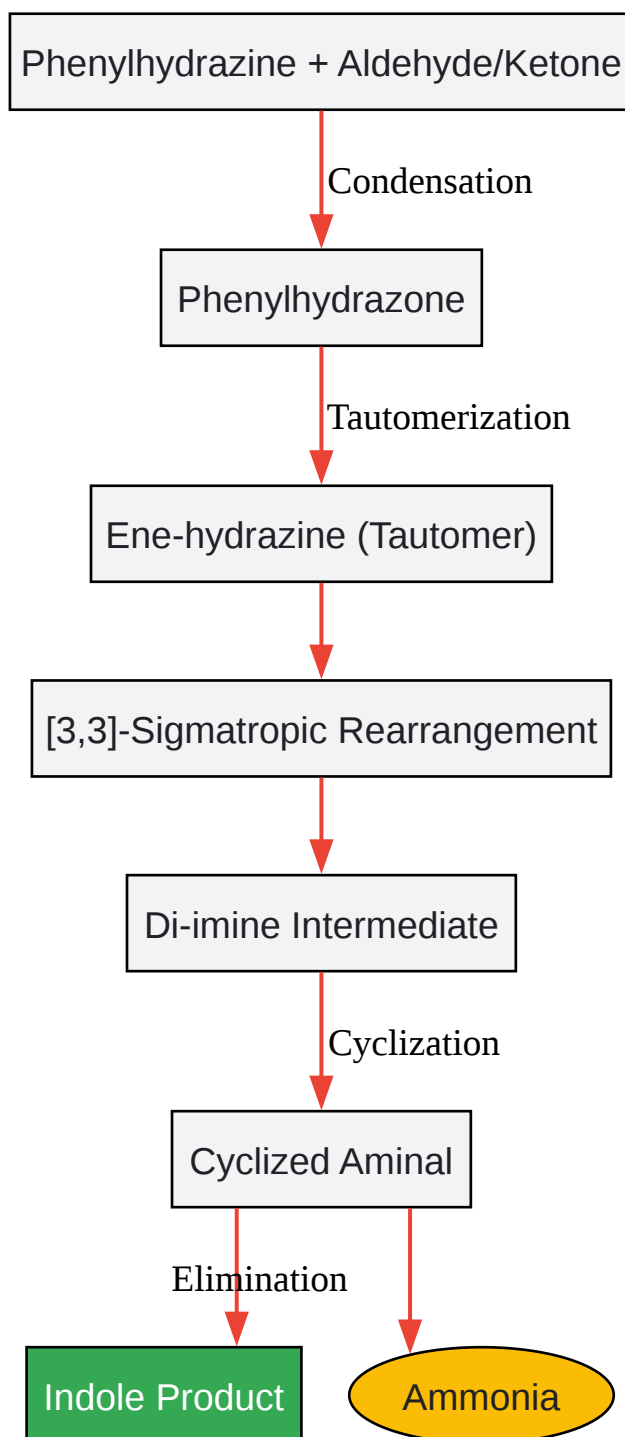 Phenylhydrazine + Aldehyde/Ketone
Condensation
Phenylhydrazone
Tautomerization
Ene-hydrazine (Tautomer)
[3,3]-Sigmatropic Rearrangement
Di-imine Intermediate
Cyclization
Cyclized Aminal
Elimination
Indole Product
Ammonia